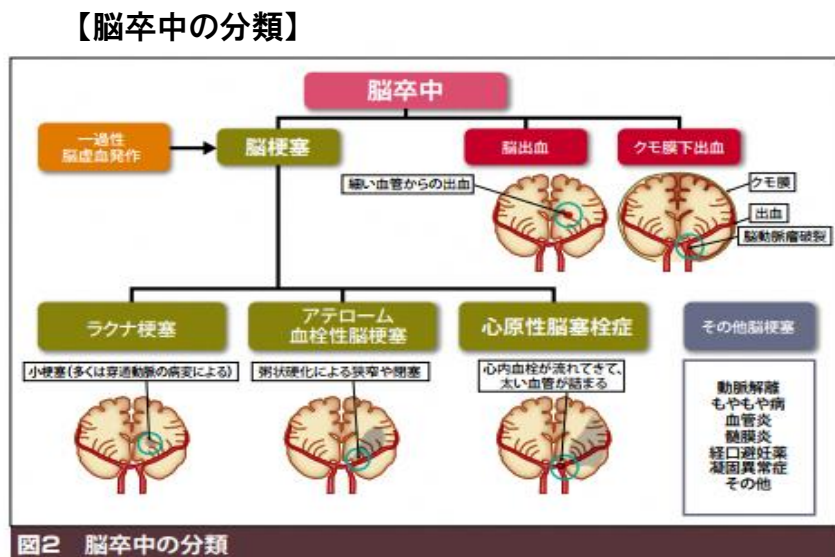 【脳卒中の分類】
脳卒中
一過性
脳虚血発作
脳梗塞
脳出血
クモ膜下出血
細い血管からの出血
クモ膜
出血
脳動脈瘤破裂
ラクナ梗塞
アテローム
血栓性脳梗塞
心原性脳塞栓症
その他脳梗塞
小梗塞(多くは穿通動脈の病変による)
粥状硬化による狭窄や閉塞
心内血栓が流れてきて、
太い血管が詰まる
動脈解離
もやもや病
血管炎
髄膜炎
経口避妊薬
凝固異常症
その他
図2 脳卒中の分類